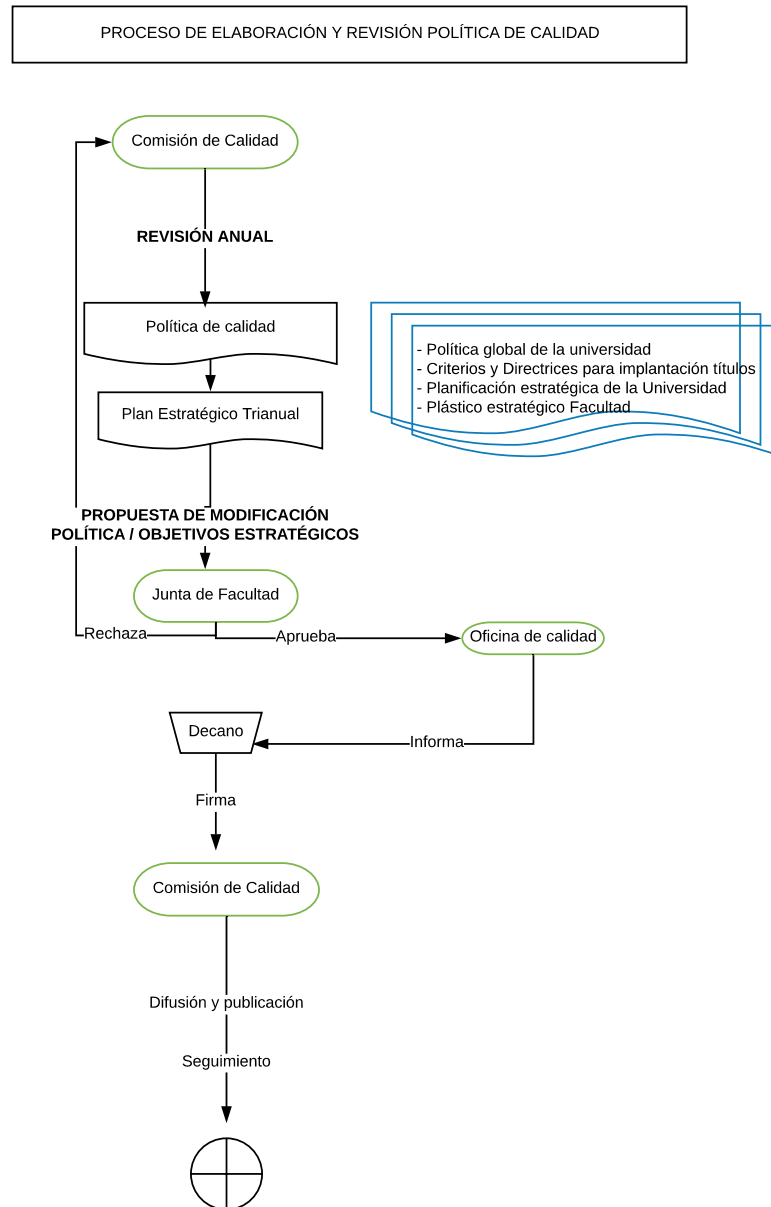 PROCESO DE ELABORACIÓN Y REVISIÓN POLÍTICA DE CALIDAD
Comisión de Calidad
REVISIÓN ANUAL
Política de calidad
- Política global de la universidad
- Criterios y Directrices para implantación títulos
- Planificación estratégica de la Universidad
- Plástico estratégico Facultad
Plan Estratégico Trianual
PROPUESTA DE MODIFICACIÓN
POLÍTICA / OBJETIVOS ESTRATÉGICOS
Junta de Facultad
Rechaza
Aprueba
Oficina de calidad
Decano
Informa
Firma
Comisión de Calidad
Difusión y publicación
Seguimiento